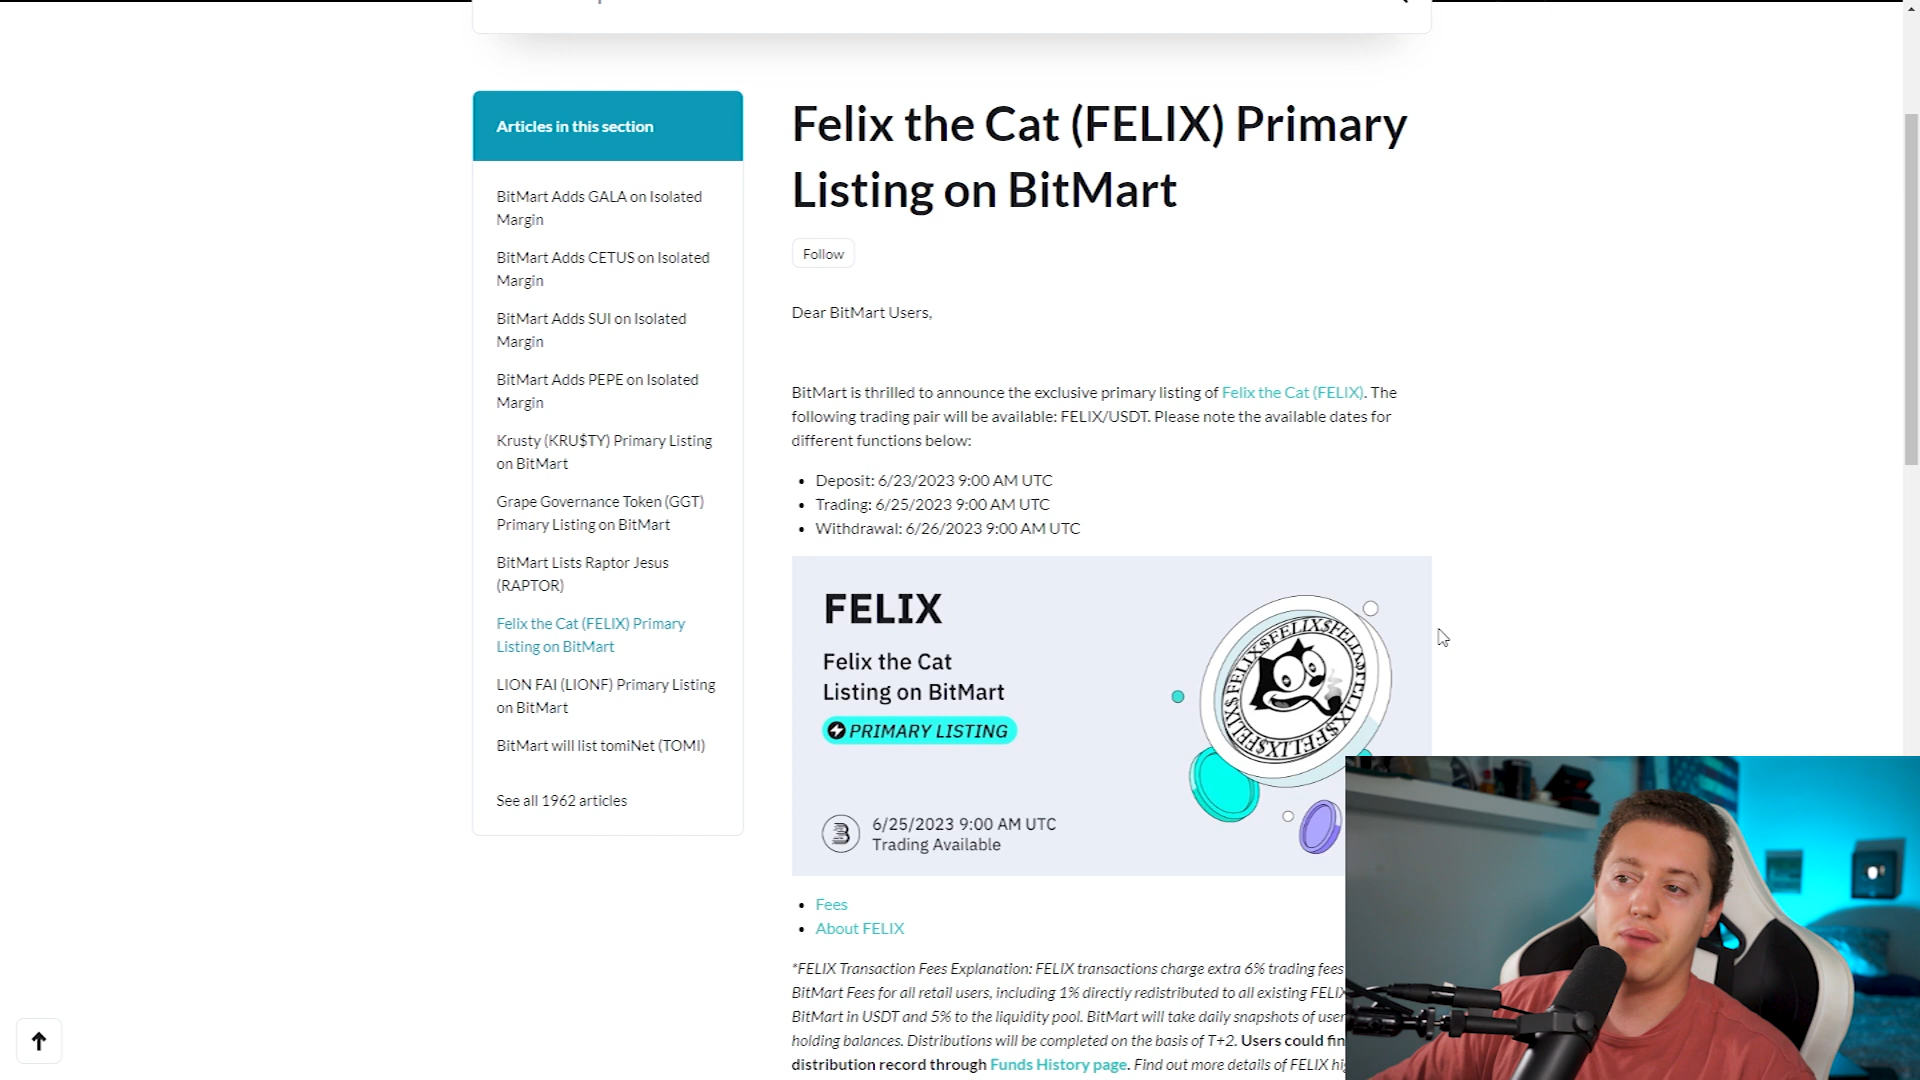 Articles in this section
BitMart Adds GALA on Isolated
Margin
BitMart Adds CETUS on Isolated
Margin
BitMart Adds SUI on Isolated
Margin
BitMart Adds PEPE on Isolated
Margin
Krusty (KRU$TY) Primary Listing
on BitMart
Grape Governance Token (GGT)
Primary Listing on BitMart
BitMart Lists Raptor Jesus
(RAPTOR)
Felix the Cat (FELIX) Primary
Listing on BitMart
LION FAI (LIONF) Primary Listing
on BitMart
BitMart will list tomiNet (TOMI)
See all 1962 articles
Felix the Cat (FELIX) Primary
Listing on BitMart
Follow
Dear BitMart Users,
BitMart is thrilled to announce the exclusive primary listing of Felix the Cat (FELIX). The
following trading pair will be available: FELIX/USDT. Please note the available dates for
different functions below:
• Deposit: 6/23/2023 9:00 AM UTC
• Trading: 6/25/2023 9:00 AM UTC
• Withdrawal: 6/26/2023 9:00 AM UTC
FELIX
Felix the Cat
Listing on BitMart
PRIMARY LISTING
$FELIX$FELIX$FELIX$FELIX$FELIX$FELIX
6/25/2023 9:00 AM UTC
Trading Available
• Fees
• About FELIX
*FELIX Transaction Fees Explanation: FELIX transactions charge extra 6% trading fees
BitMart Fees for all retail users, including 1% directly redistributed to all existing FELIX
BitMart in USDT and 5% to the liquidity pool. BitMart will take daily snapshots of user
holding balances. Distributions will be completed on the basis of T+2. Users could fin
distribution record through Funds History page. Find out more details of FELIX hi